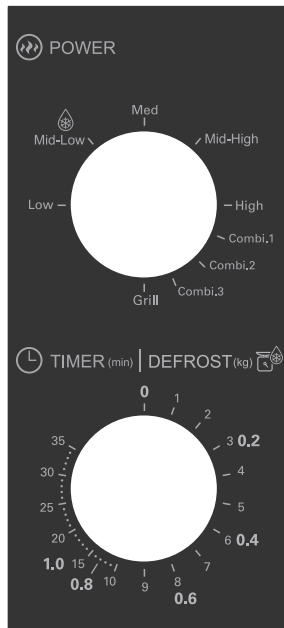 POWER
Med
Mid-Low
Mid-High
Low
High
Combi.1
Combi.2
Combi.3
Grill
TIMER (min) | DEFROST (kg)
0
1
2
35
3 0.2
30
4
25
5
20
6 0.4
1.0 15
7
0.8 10
9
8
0.6